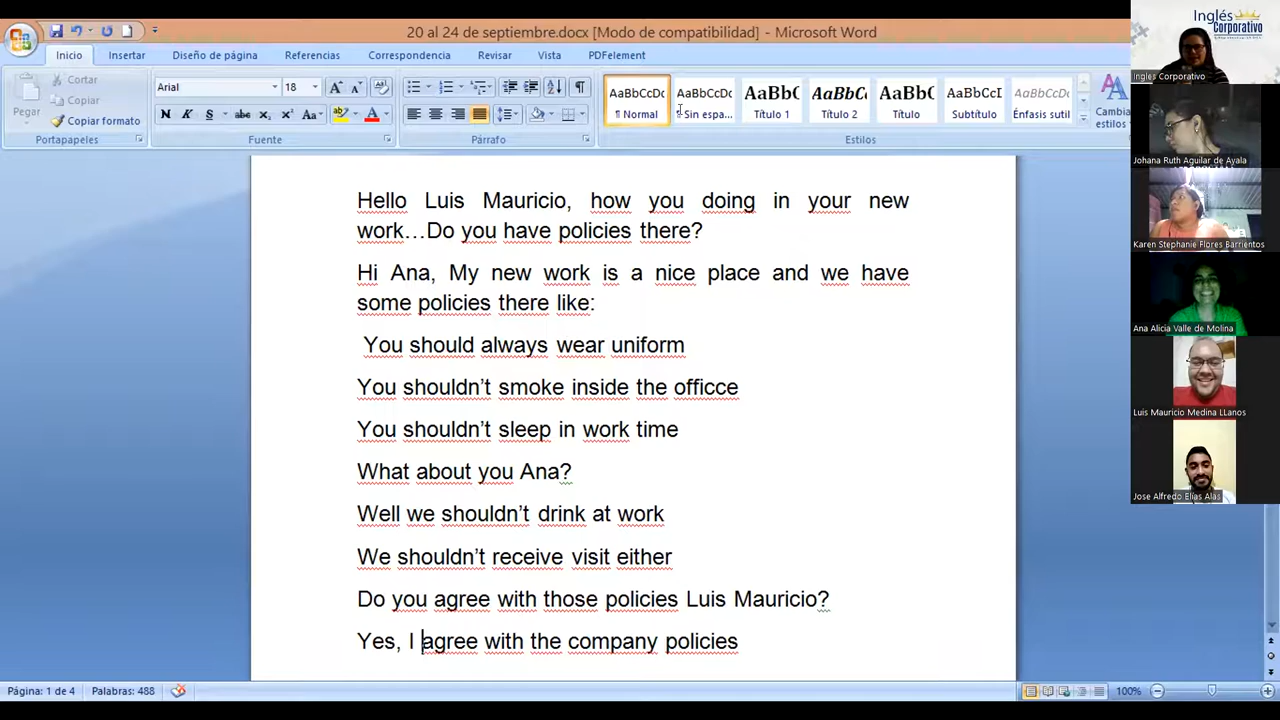 20 al 24 de septiembre.docx [Modo de compatibilidad] - Microsoft Word
Inicio Insertar Diseño de página Referencias Correspondencia Revisar Vista PDFelement
Pegar
Cortar
Copiar
Copiar formato
Portapapeles
Arial 18
Fuente
Párrafo
AaBbCcDc AaBbCcDc AaBbC AaBbCc AaBbC AaBbCcI AaBbCcDc
¶ Normal ¶ Sin espa... Título 1 Título 2 Título Subtítulo Énfasis sutil
Cambiar estilos
Estilos
Hello Luis Mauricio, how you doing in your new
work…Do you have policies there?
Hi Ana, My new work is a nice place and we have
some policies there like:
You should always wear uniform
You shouldn't smoke inside the officce
You shouldn't sleep in work time
What about you Ana?
Well we shouldn't drink at work
We shouldn't receive visit either
Do you agree with those policies Luis Mauricio?
Yes, I agree with the company policies
Página: 1 de 4 Palabras: 488
100%
Inglés
Corporativo
Ingles Corporativo
Johana Ruth Aguilar de Ayala
Karen Stephanie Flores Barrientos
Ana Alicia Valle de Molina
Luis Mauricio Medina LLanos
Jose Alfredo Elias Alas